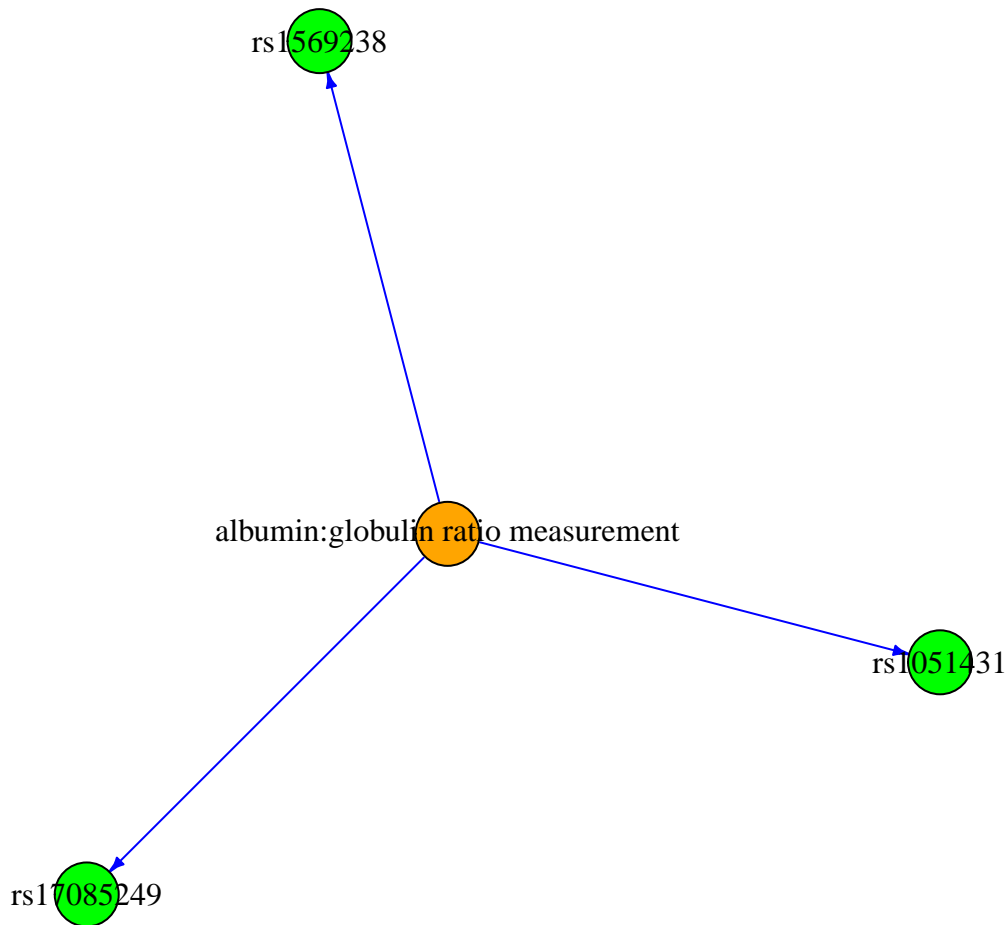 rs1569238
albumin:globulin ratio measurement
rs1051431
rs17085249